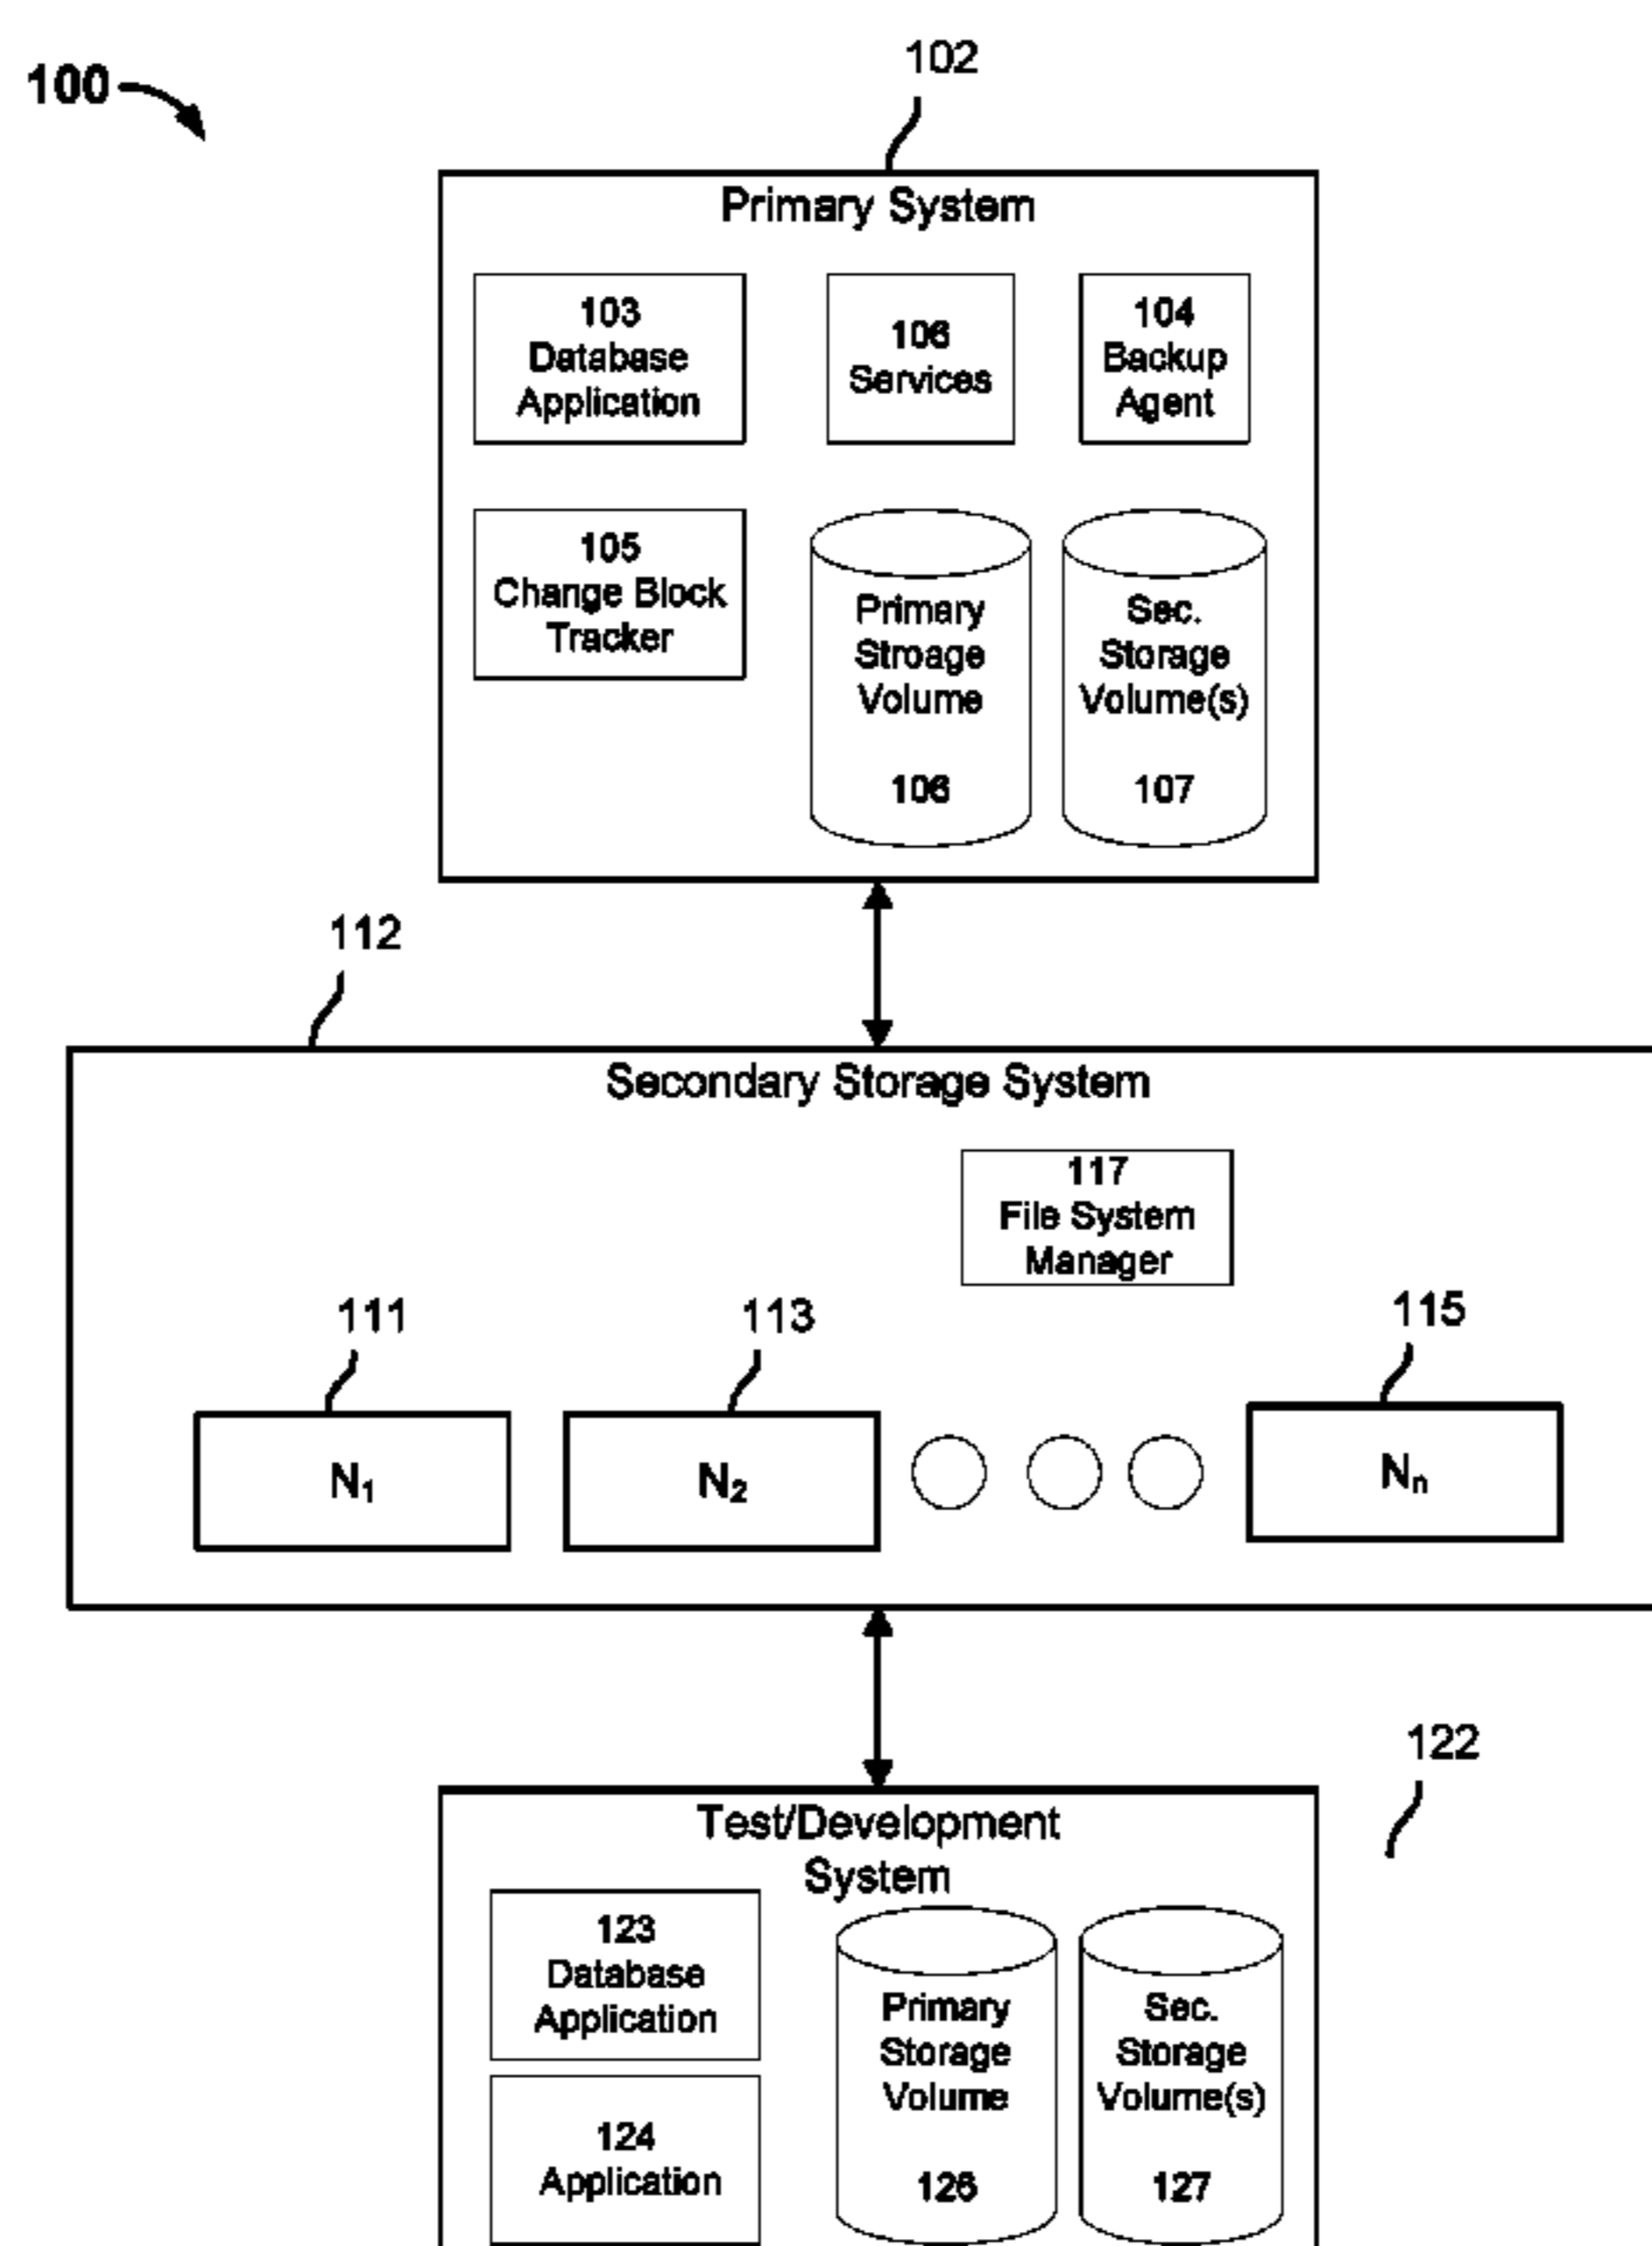 100
102
Primary System
103
Database
Application
106
Services
104
Backup
Agent
105
Change Block
Tracker
Primary
Stroage
Volume
106
Sec.
Storage
Volume(s)
107
112
Secondary Storage System
117
File System
Manager
111
113
115
N₁
N₂
Nₙ
122
Test/Development
System
123
Database
Application
124
Application
Primary
Storage
Volume
126
Sec.
Storage
Volume(s)
127